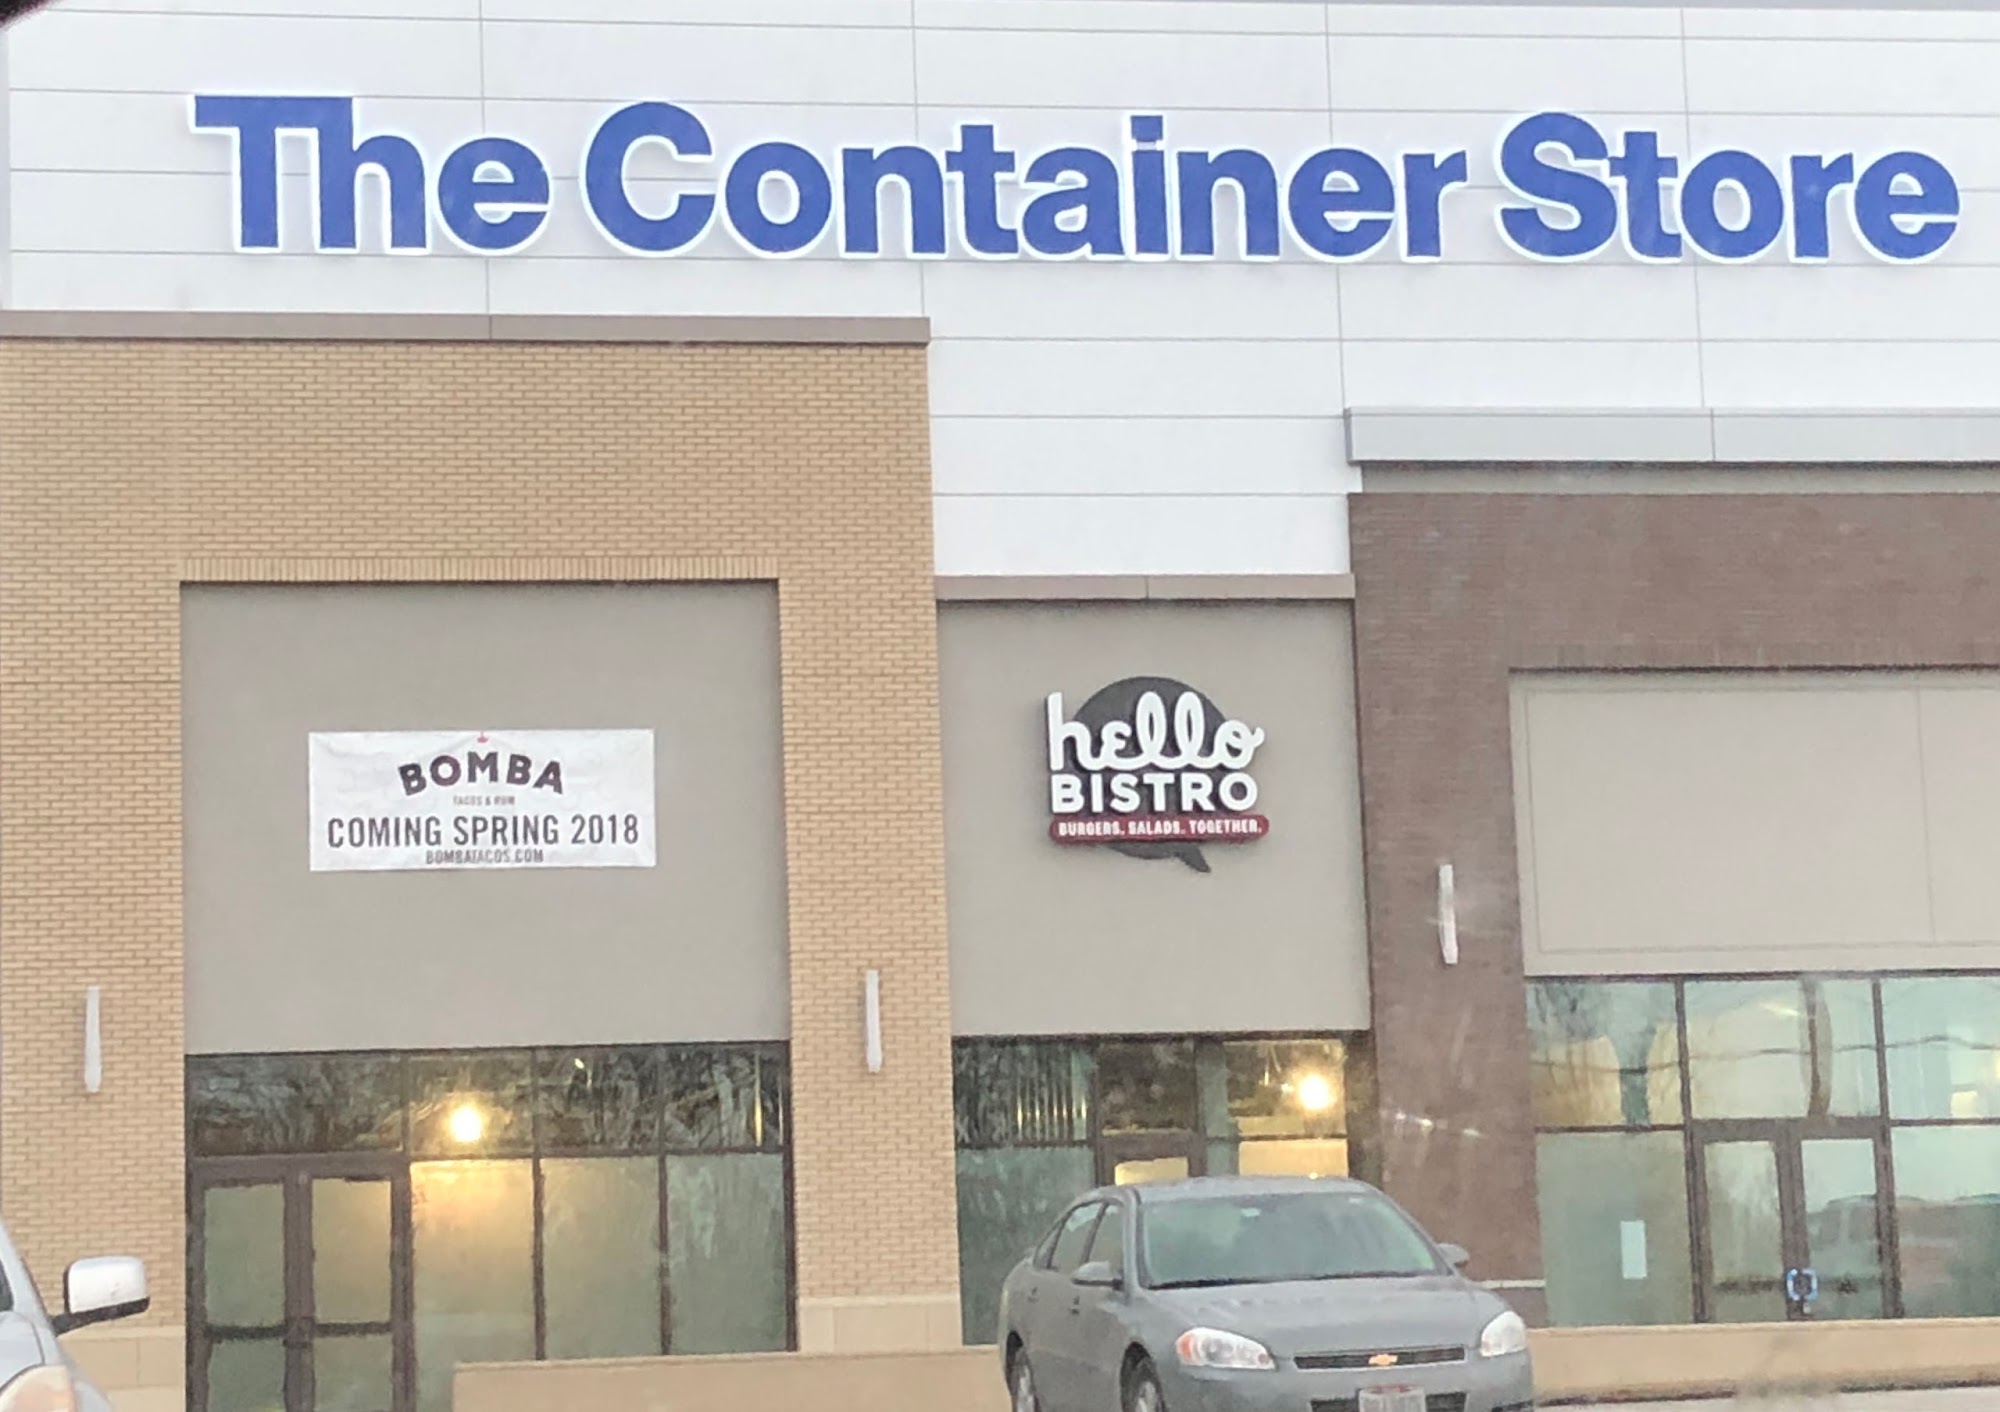 The Container Store
BOMBA
TACOS & RUM
COMING SPRING 2018
BOMBATACOS.COM
hello
BISTRO
BURGERS. SALADS. TOGETHER.